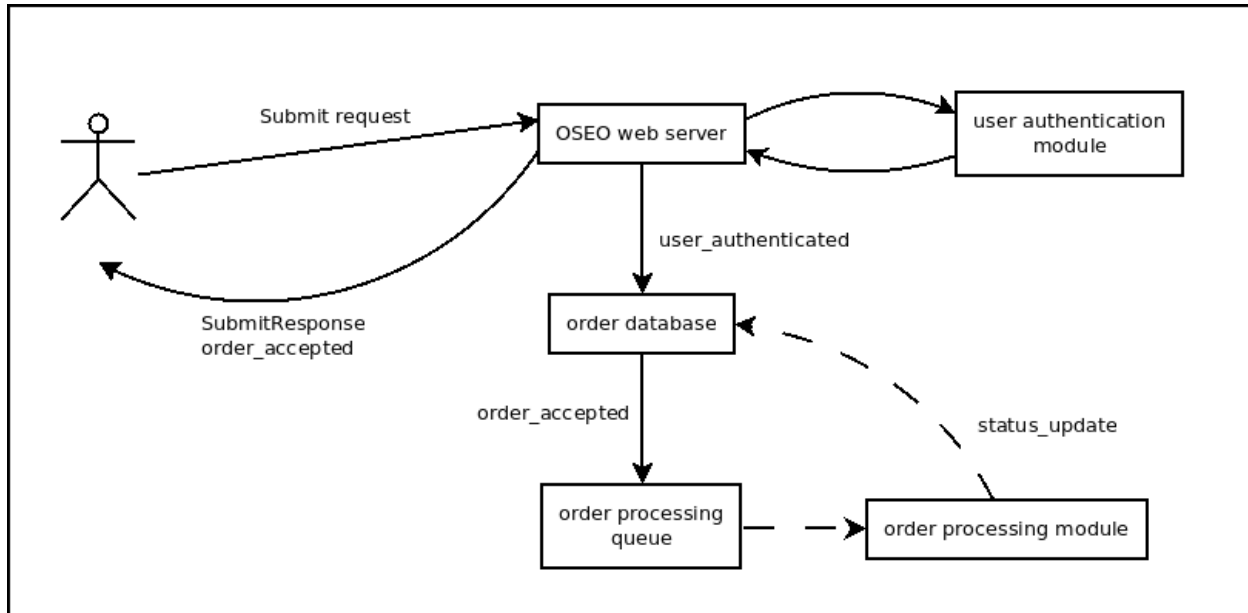 Submit request
OSEO web server
user authentication
module
user_authenticated
order database
SubmitResponse
order_accepted
order_accepted
status_update
order processing
queue
order processing module